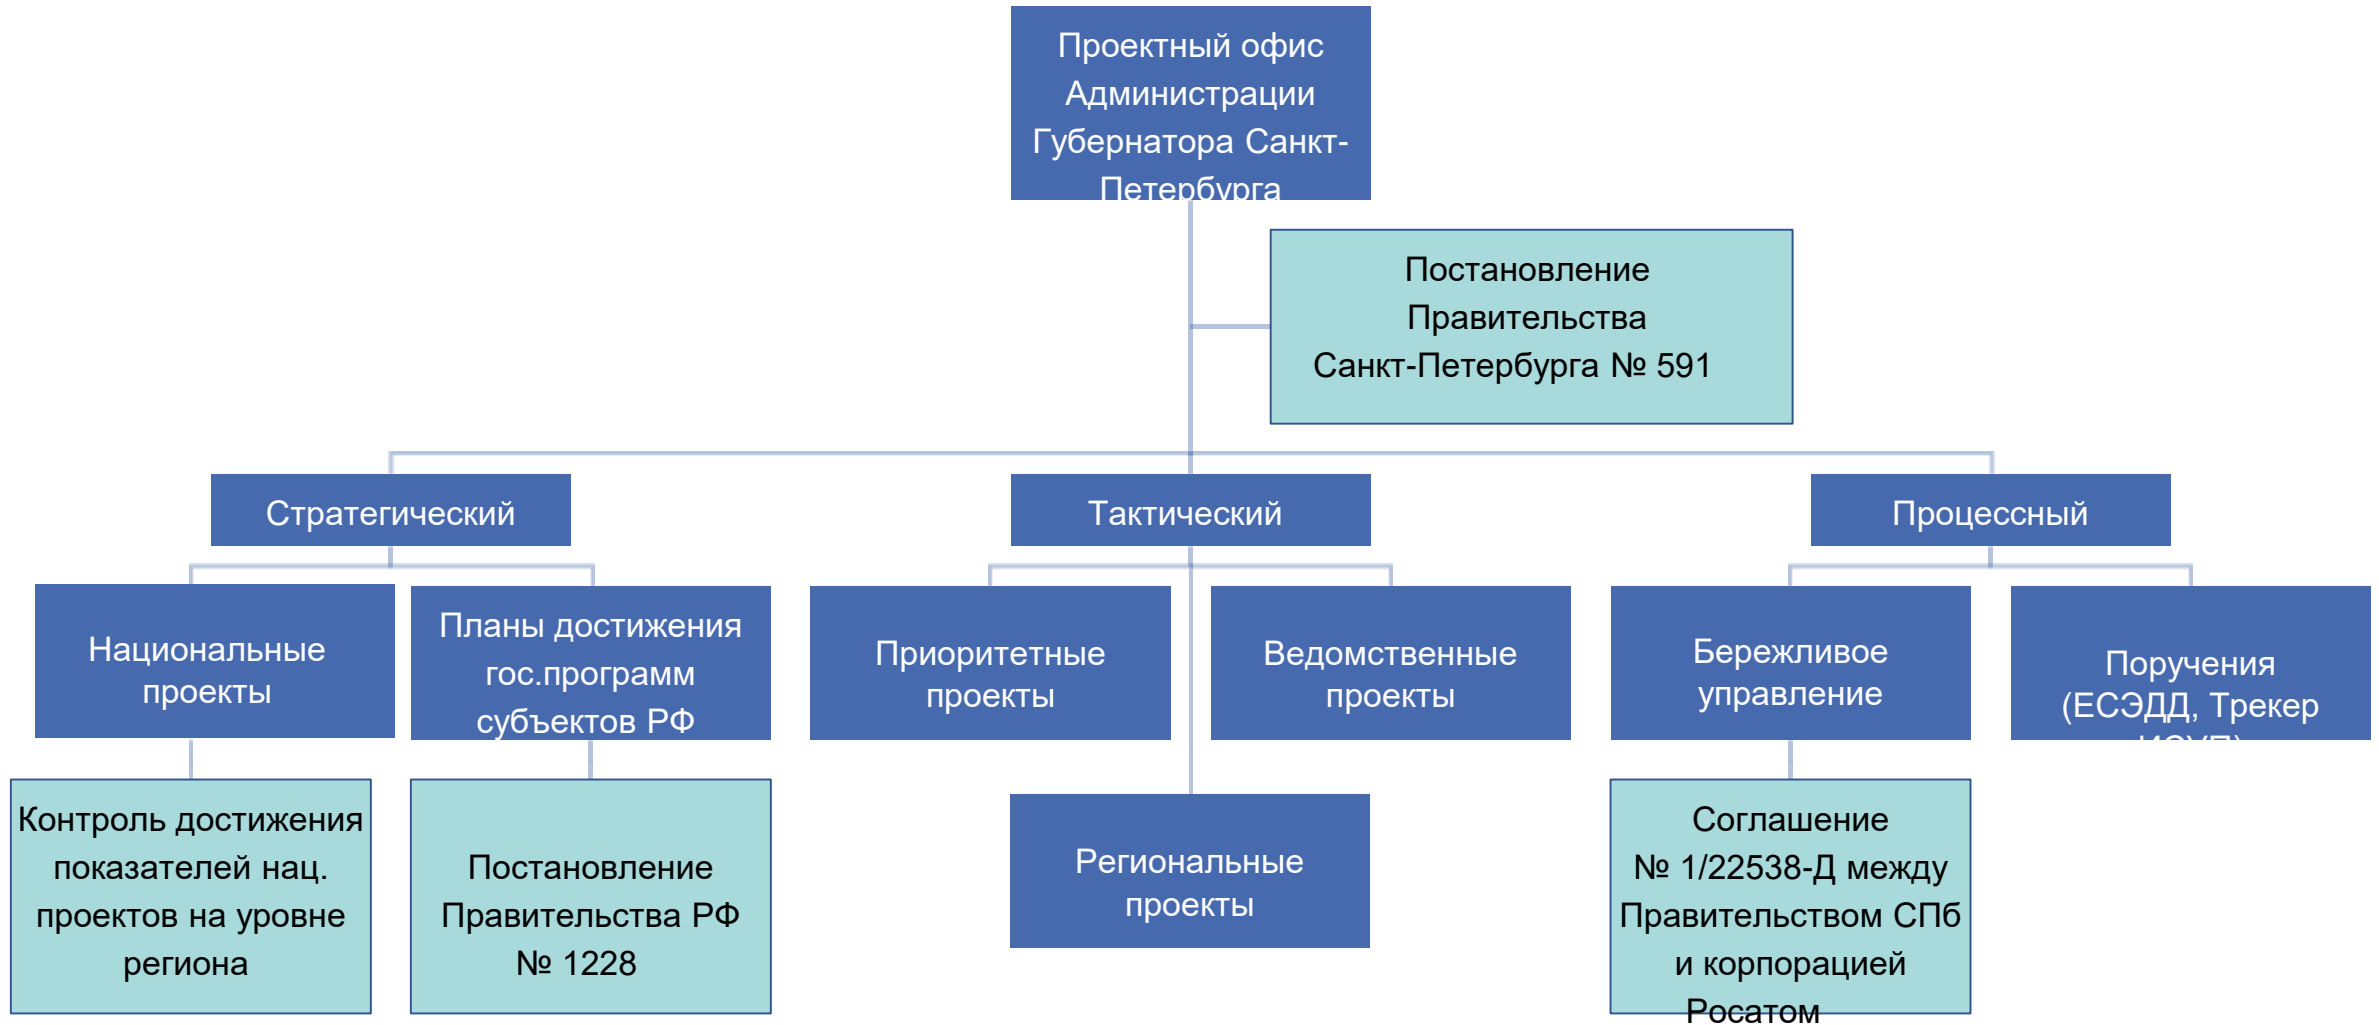 Проектный офис
Администрации
Губернатора Санкт-
Петербурга
Постановление
Правительства
Санкт-Петербурга № 591
Стратегический
Тактический
Процессный
Национальные
проекты
Планы достижения
гос.программ
субъектов РФ
Приоритетные
проекты
Ведомственные
проекты
Бережливое
управление
Поручения
(ЕСЭДД, Трекер
ИСУП)
Контроль достижения
показателей нац.
проектов на уровне
региона
Постановление
Правительства РФ
№ 1228
Региональные
проекты
Соглашение
№ 1/22538-Д между
Правительством СПб
и корпорацией
Росатом